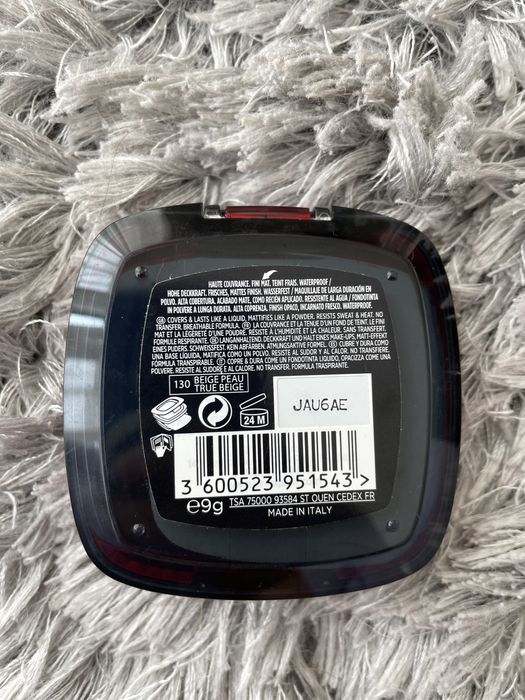 HAUTE COUVRANCE. FINI MAT. TEINT FRAIS. WATERPROOF/
HOHE DECKKRAFT. FRISCHES, MATTES FINISH. WASSERFEST / MAQUILLAJE DE LARGA DURACIÓN EN
POLVO. ALTA COBERTURA. ACABADO MATE, COMO RECIÉN APLICADO. RESISTENTE AL AGUA / FONDOTINTA
IN POLVERE A LUNGA DURATA. ALTA COPRENZA. FINISH OPACO, INCARNATO FRESCO. WATERPROOF.
GB COVERS & LASTS LIKE A LIQUID, MATTIFIES LIKE A POWDER. RESISTS SWEAT & HEAT. NO
TRANSFER. BREATHABLE FORMULA. F LA COUVRANCE ET LA TENUE D'UN FOND DE TEINT. LE FINI
MAT ET LA LÉGÈRETÉ D'UNE POUDRE. RÉSISTE À L'HUMIDITÉ ET LA CHALEUR. SANS TRANSFERT.
FORMULE RESPIRANTE. D LANGANHALTEND. DECKKRAFT UND HALT EINES MAKE-UPS, MATT-EFFEKT
EINES PUDERS. SCHWEISSFEST. KEIN ABFÄRBEN. ATMUNGSAKTIVE FORMEL. E CUBRE Y DURA COMO
UNA BASE LÍQUIDA, MATIFICA COMO UN POLVO. RESISTE AL SUDOR Y AL CALOR. NO TRANSFIERE.
FÓRMULA TRANSPIRABLE. I COPRE & DURA COME UN FONDOTINTA LIQUIDO, OPACIZZA COME UNA
POLVERE. RESISTE AL SUDORE E AL CALORE. NO TRANSFER. FORMULA TRASPIRANTE.
130 BEIGE PEAU
TRUE BEIGE
24 M
JAU6AE
3 600523 951543 >
e9g TSA 75000 93584 ST OUEN CEDEX FR
MADE IN ITALY